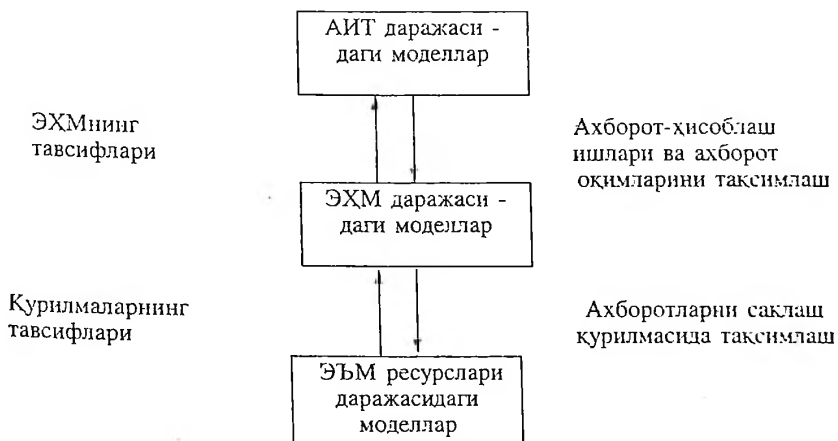 АИТ даражаси -
даги моделлар
ЭҲМнинг
тавсифлари
Ахборот-ҳисоблаш
ишлари ва ахборот
оқимларини тақсимлаш
ЭҲМ даражаси -
даги моделлар
Қурилмаларнинг
тавсифлари
Ахборотларни сақлаш
қурилмасида тақсимлаш
ЭЪМ ресурслари
даражасидаги
моделлар